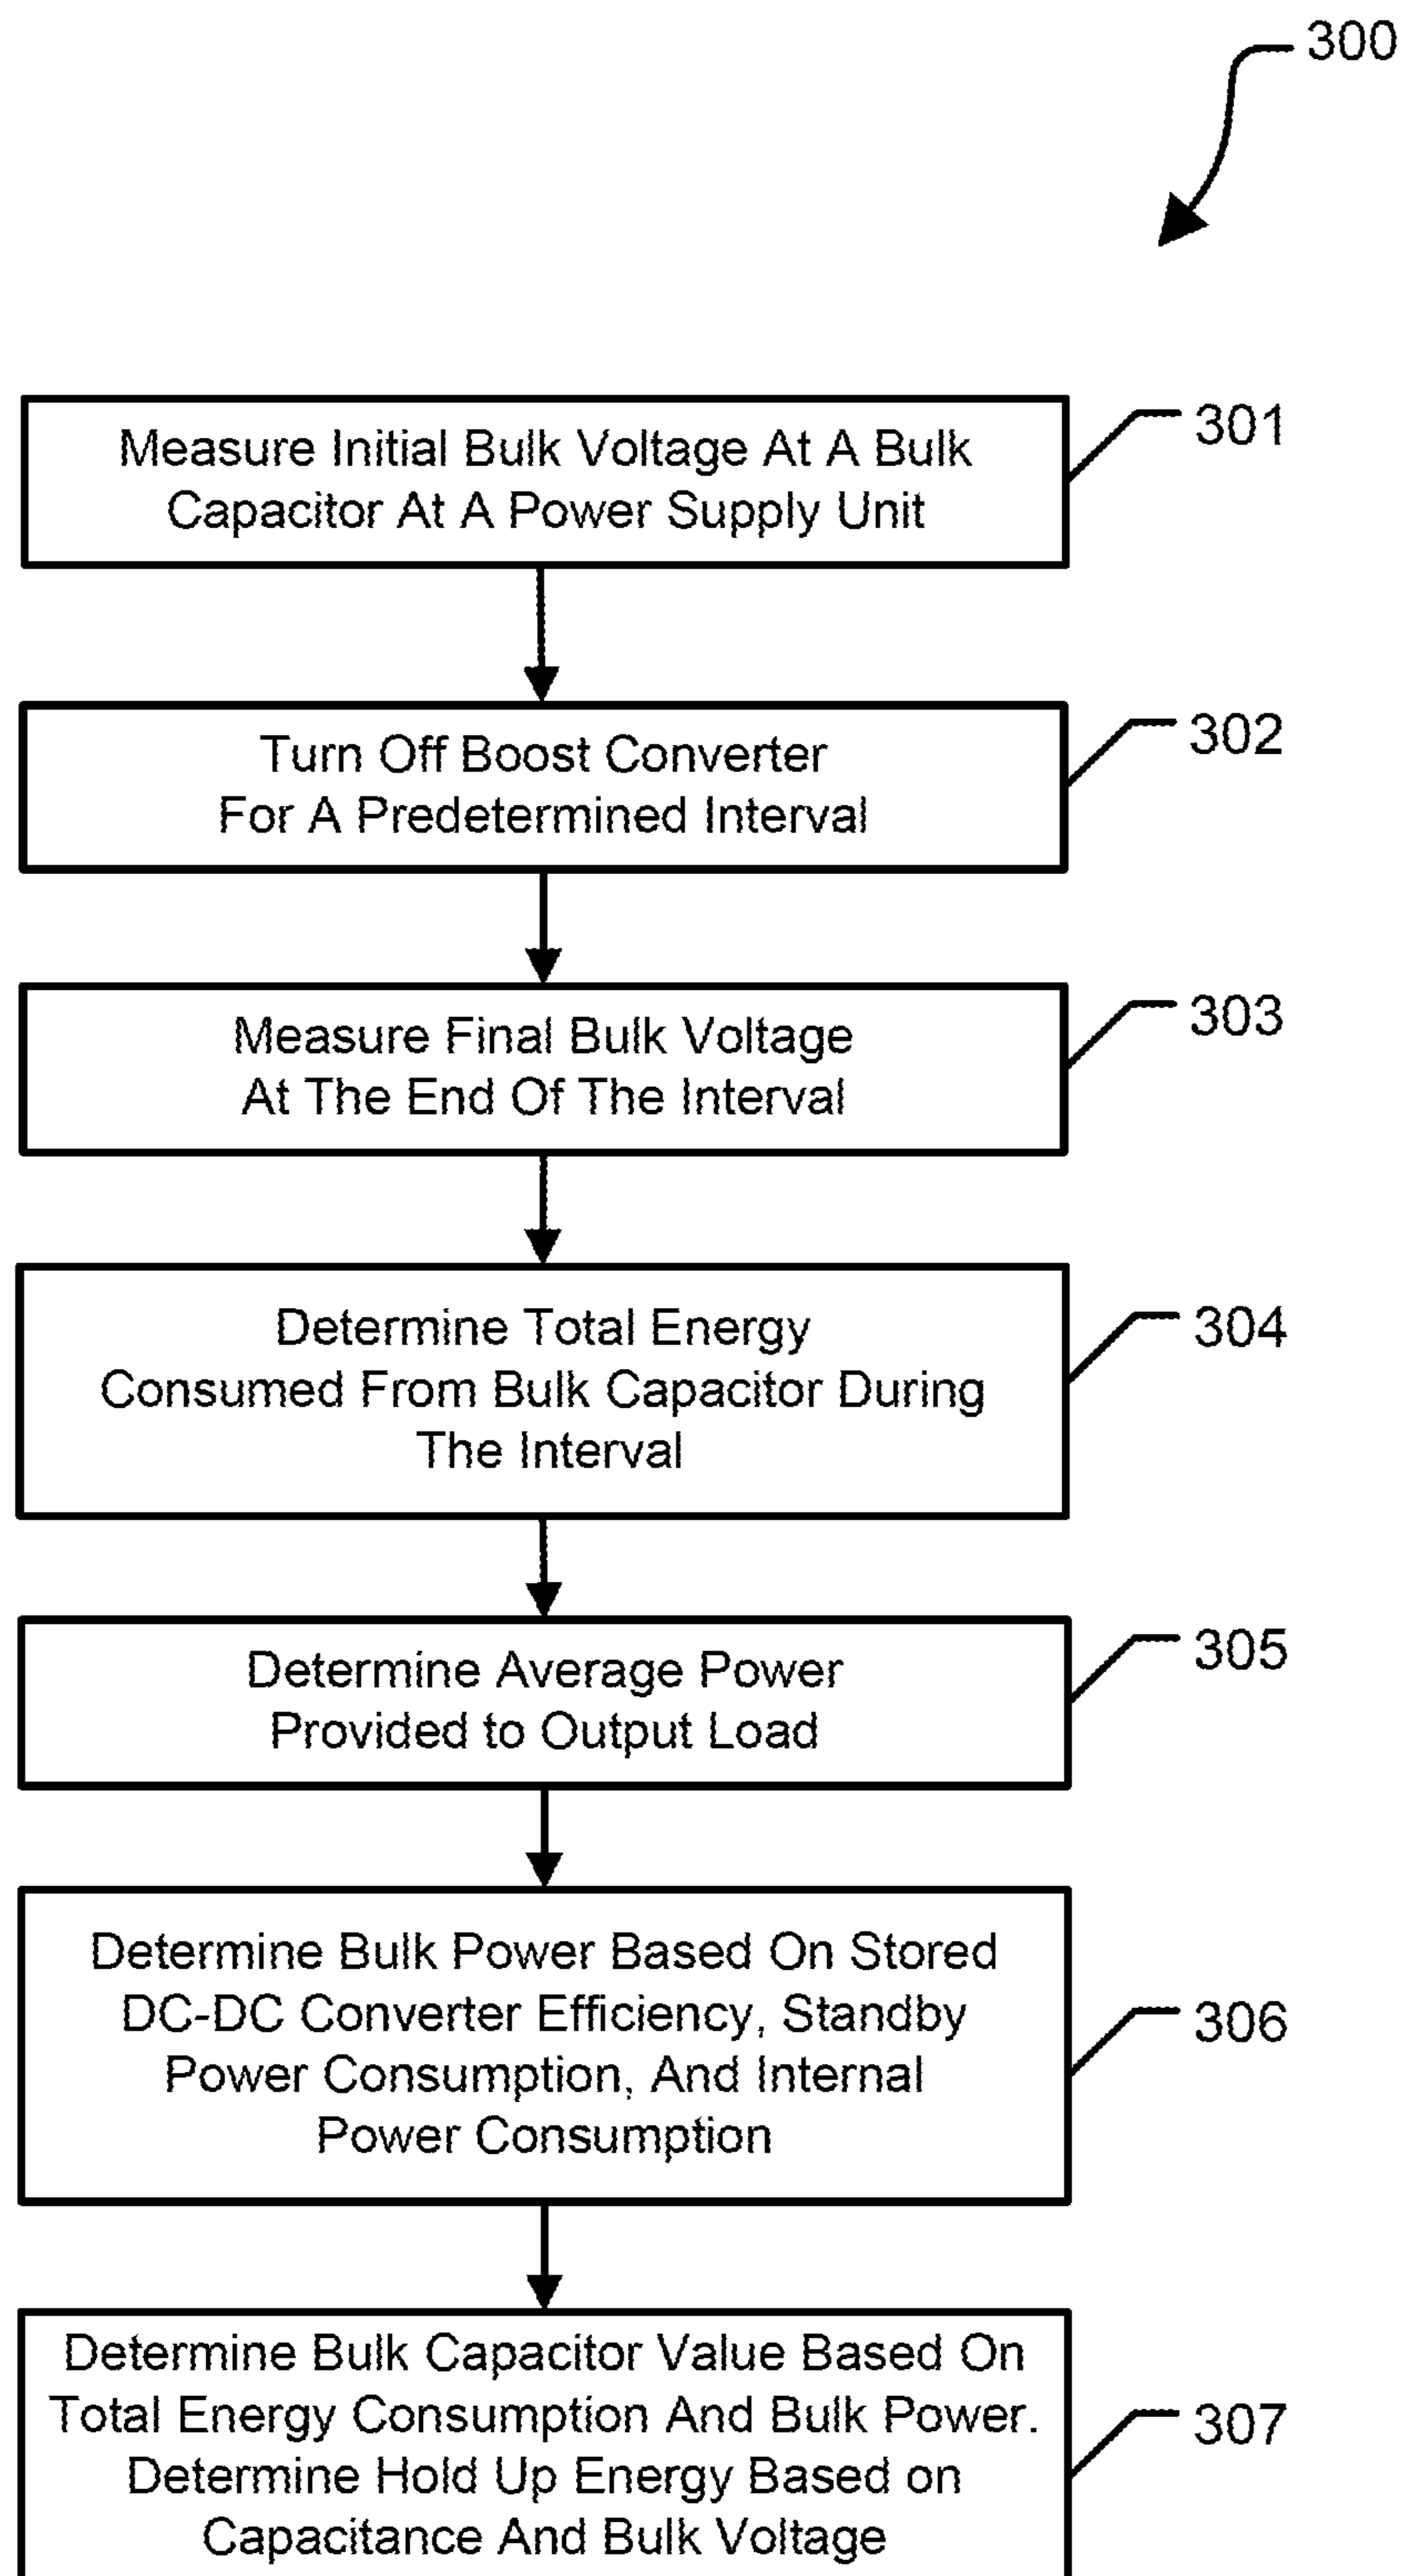 300
Measure Initial Bulk Voltage At A Bulk
Capacitor At A Power Supply Unit
301
Turn Off Boost Converter
For A Predetermined Interval
302
Measure Final Bulk Voltage
At The End Of The Interval
303
Determine Total Energy
Consumed From Bulk Capacitor During
The Interval
304
Determine Average Power
Provided to Output Load
305
Determine Bulk Power Based On Stored
DC-DC Converter Efficiency, Standby
Power Consumption, And Internal
Power Consumption
306
Determine Bulk Capacitor Value Based On
Total Energy Consumption And Bulk Power.
Determine Hold Up Energy Based on
Capacitance And Bulk Voltage
307